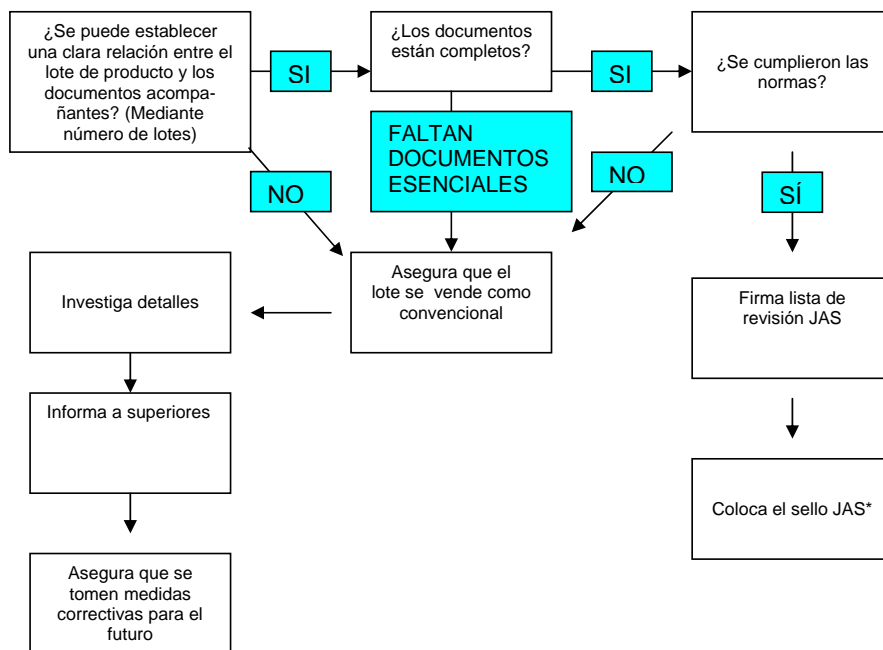 ¿Se puede establecer
una clara relación entre el
lote de producto y los
documentos acompa-
ñantes? (Mediante
número de lotes)
SI
¿Los documentos
están completos?
SI
¿Se cumplieron las
normas?
NO
FALTAN
DOCUMENTOS
ESENCIALES
NO
SÍ
Investiga detalles
Asegura que el
lote se vende como
convencional
Firma lista de
revisión JAS
Informa a superiores
Coloca el sello JAS*
Asegura que se
tomen medidas
correctivas para el
futuro